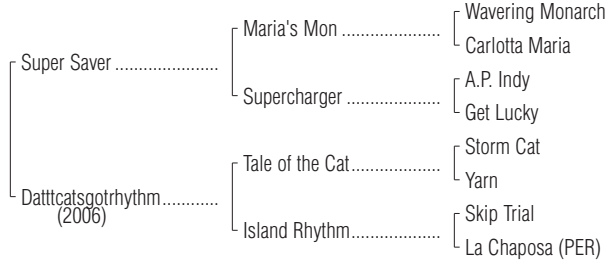 Wavering Monarch
Maria's Mon ......................
Carlotta Maria
Super Saver ......................
A.P. Indy
Supercharger ....................
Get Lucky
Storm Cat
Tale of the Cat...................
Yarn
Datttcatsgotrhythm............
(2006)
Skip Trial
Island Rhythm...................
La Chaposa (PER)